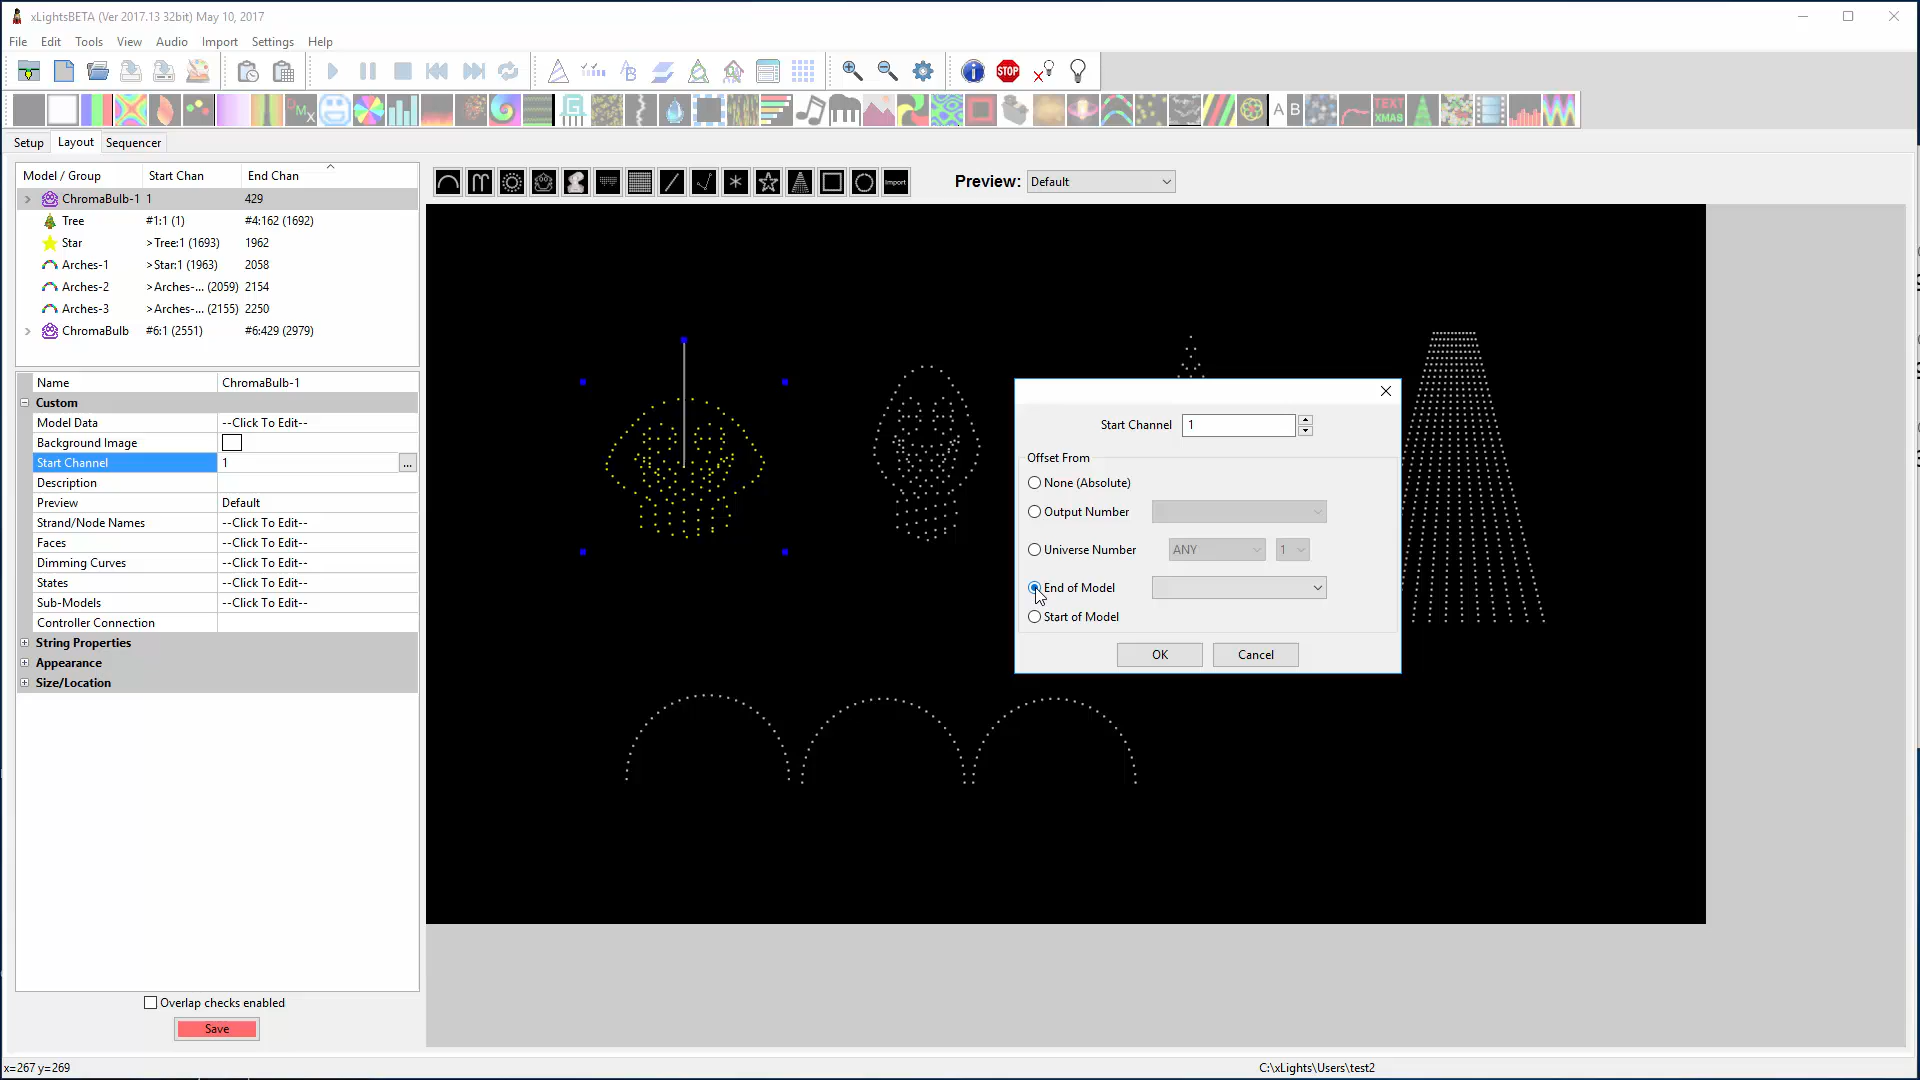 xLightsBETA (Ver 2017.13 32bit) May 10, 2017
File Edit Tools View Audio Import Settings Help
STOP
A B
TEXT XMAS
Setup Layout Sequencer
Model / Group Start Chan End Chan
ChromaBulb-1 1 429
Tree #1:1 (1) #4:162 (1692)
Star >Tree:1 (1693) 1962
Arches-1 >Star:1 (1963) 2058
Arches-2 >Arches-... (2059) 2154
Arches-3 >Arches-... (2155) 2250
ChromaBulb #6:1 (2551) #6:429 (2979)
Import
Preview: Default
Name ChromaBulb-1
Custom
Model Data --Click To Edit--
Background Image
Start Channel 1 ...
Description
Preview Default
Strand/Node Names --Click To Edit--
Faces --Click To Edit--
Dimming Curves --Click To Edit--
States --Click To Edit--
Sub-Models --Click To Edit--
Controller Connection
String Properties
Appearance
Size/Location
Overlap checks enabled
Save
Start Channel 1
Offset From
None (Absolute)
Output Number
Universe Number ANY 1
End of Model
Start of Model
OK Cancel
x=267 y=269 C:\xLights\Users\test2